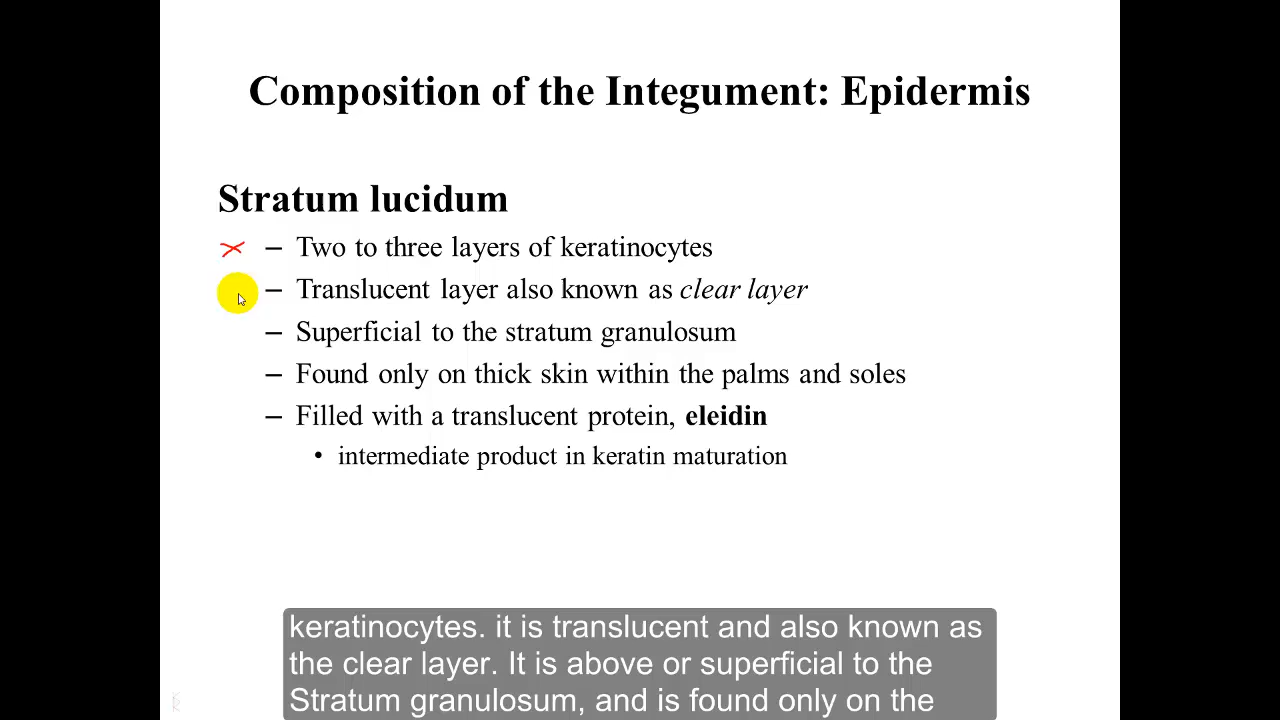 Composition of the Integument: Epidermis
Stratum lucidum
– Two to three layers of keratinocytes
– Translucent layer also known as clear layer
– Superficial to the stratum granulosum
– Found only on thick skin within the palms and soles
– Filled with a translucent protein, eleidin
• intermediate product in keratin maturation
keratinocytes. it is translucent and also known as
the clear layer. It is above or superficial to the
Stratum granulosum, and is found only on the